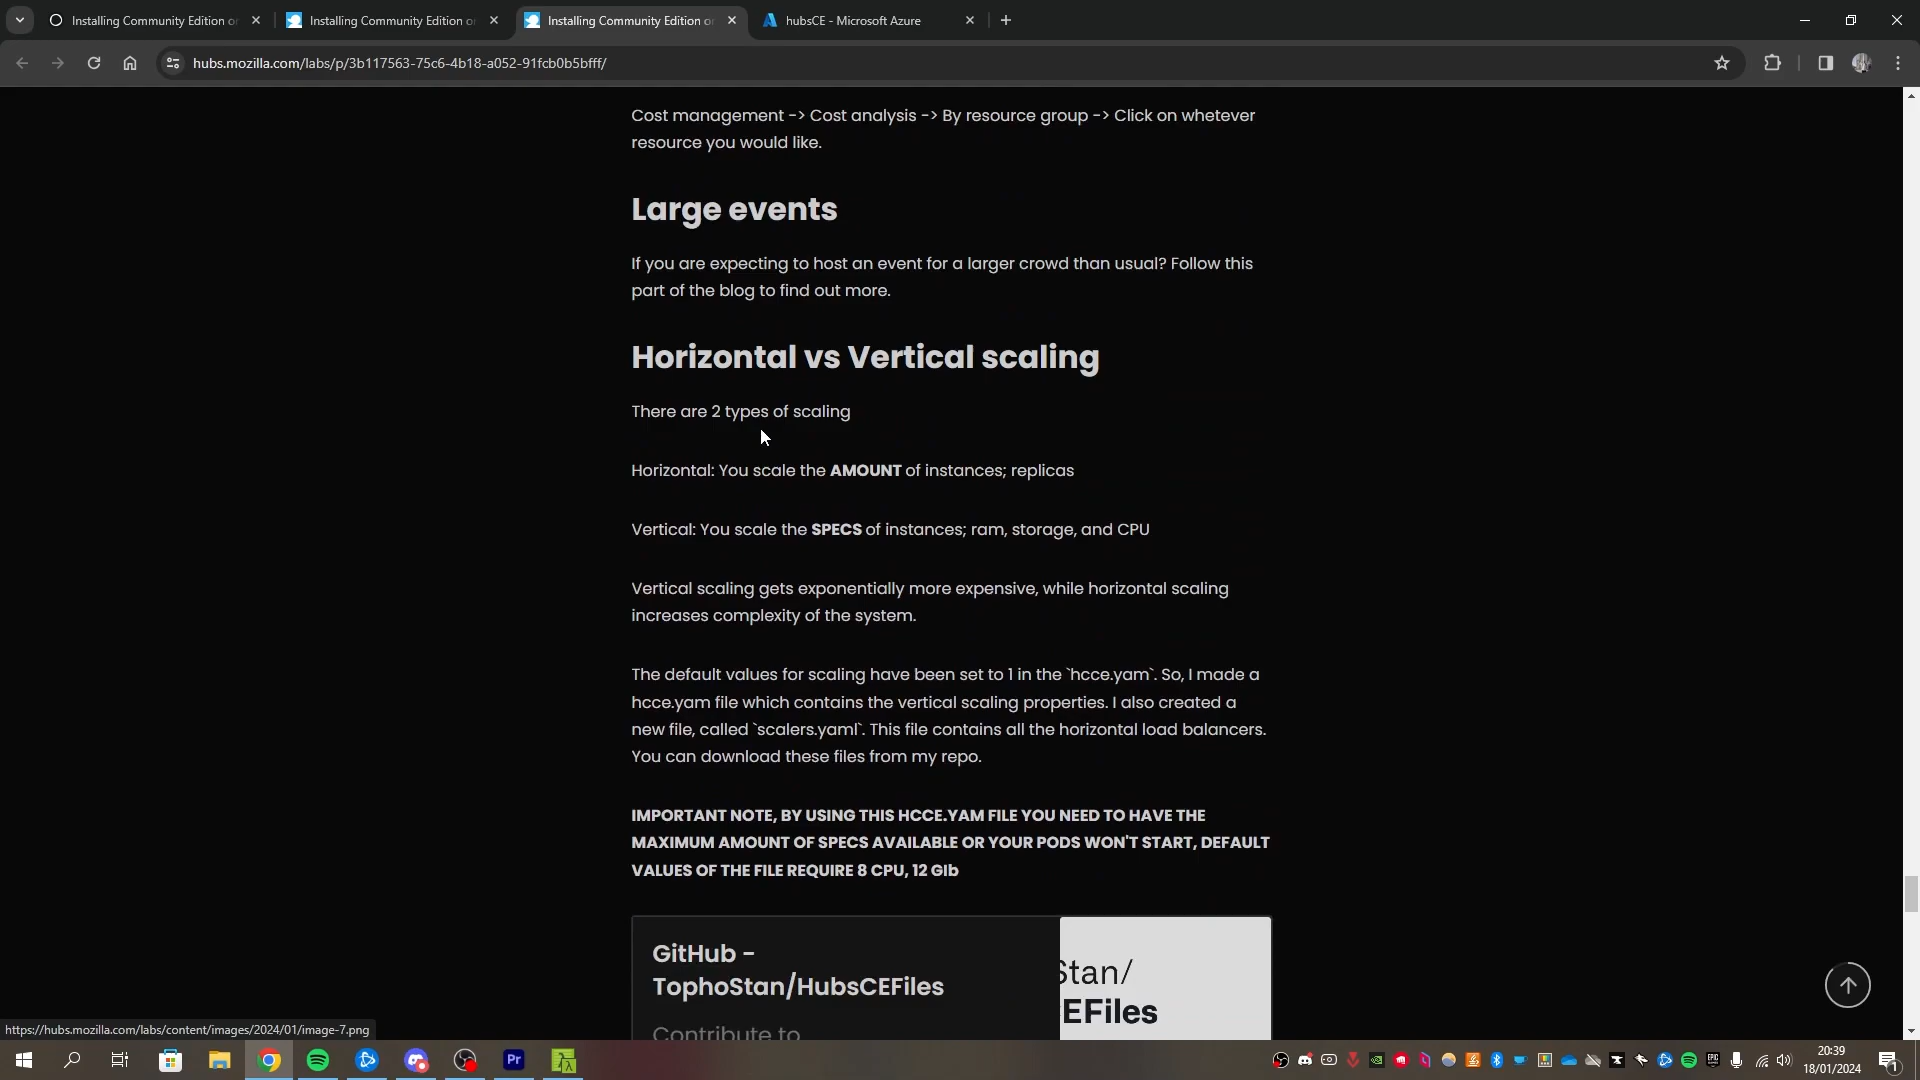 Installing Community Edition or
Installing Community Edition o
Installing Community Edition or
hubsCE - Microsoft Azure
hubs.mozilla.com/labs/p/3b117563-75c6-4b18-a052-91fcb0b5bfff/
Cost management -> Cost analysis -> By resource group -> Click on whetever
resource you would like.
Large events
If you are expecting to host an event for a larger crowd than usual? Follow this
part of the blog to find out more.
Horizontal vs Vertical scaling
There are 2 types of scaling
Horizontal: You scale the AMOUNT of instances; replicas
Vertical: You scale the SPECS of instances; ram, storage, and CPU
Vertical scaling gets exponentially more expensive, while horizontal scaling
increases complexity of the system.
The default values for scaling have been set to 1 in the `hcce.yam`. So, I made a
hcce.yam file which contains the vertical scaling properties. I also created a
new file, called `scalers.yaml`. This file contains all the horizontal load balancers.
You can download these files from my repo.
IMPORTANT NOTE, BY USING THIS HCCE.YAM FILE YOU NEED TO HAVE THE
MAXIMUM AMOUNT OF SPECS AVAILABLE OR YOUR PODS WON'T START, DEFAULT
VALUES OF THE FILE REQUIRE 8 CPU, 12 GIb
GitHub -
TophoStan/HubsCEFiles
Contribute to
Stan/
EFiles
https://hubs.mozilla.com/labs/content/images/2024/01/image-7.png
Pr
20:39
18/01/2024
1